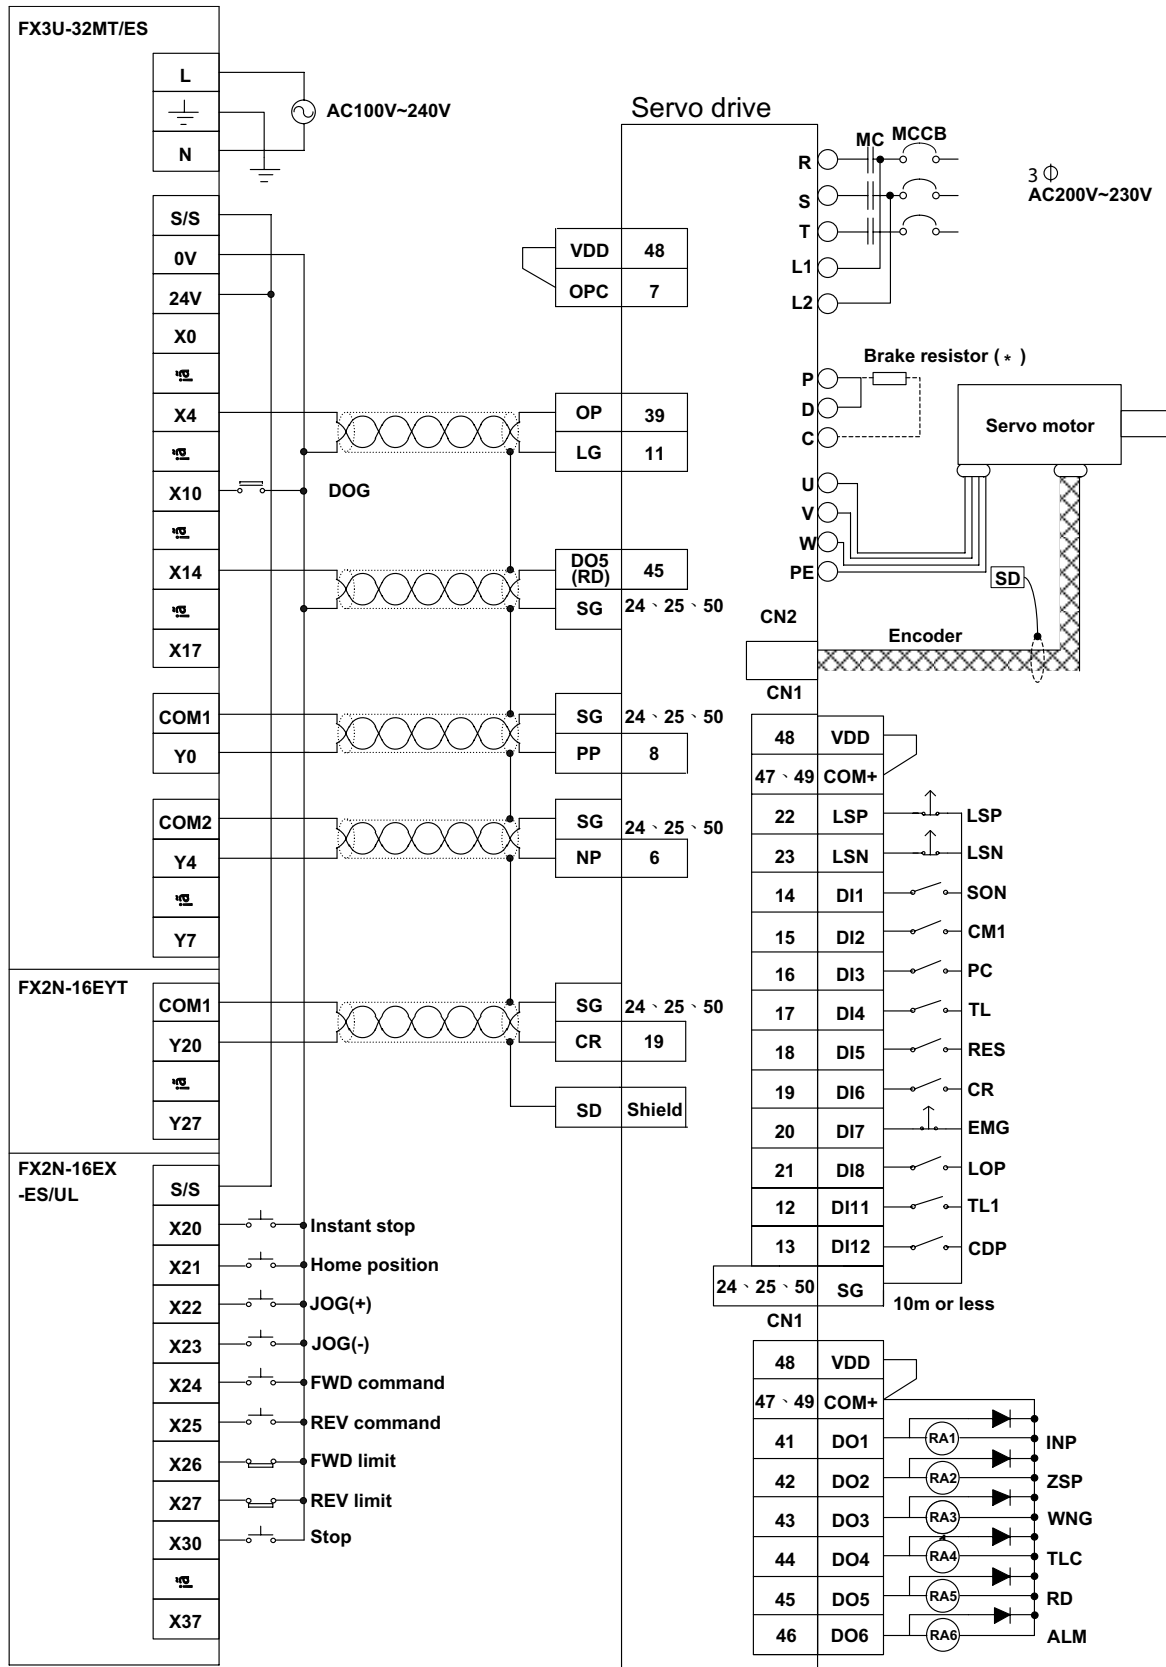 FX3U-32MT/ES
L
N
AC100V~240V
S/S
0V
24V
X0
X4
X10
DOG
X14
X17
COM1
Y0
COM2
Y4
Y7
FX2N-16EYT
COM1
Y20
Y27
FX2N-16EX
-ES/UL
S/S
X20 Instant stop
X21 Home position
X22 JOG(+)
X23 JOG(-)
X24 FWD command
X25 REV command
X26 FWD limit
X27 REV limit
X30 Stop
X37
Servo drive
VDD 48
OPC 7
OP 39
LG 11
DO5
(RD) 45
SG 24、25、50
SG 24、25、50
PP 8
SG 24、25、50
NP 6
SG 24、25、50
CR 19
SD Shield
MC MCCB
R
S
T
L1
L2
3Φ
AC200V~230V
Brake resistor ( * )
P
D
C
Servo motor
U
V
W
PE
SD
CN2
Encoder
CN1
48 VDD
47、49 COM+
22 LSP LSP
23 LSN LSN
14 DI1 SON
15 DI2 CM1
16 DI3 PC
17 DI4 TL
18 DI5 RES
19 DI6 CR
20 DI7 EMG
21 DI8 LOP
12 DI11 TL1
13 DI12 CDP
24、25、50 SG
10m or less
CN1
48 VDD
47、49 COM+
41 DO1 RA1 INP
42 DO2 RA2 ZSP
43 DO3 RA3 WNG
44 DO4 RA4 TLC
45 DO5 RA5 RD
46 DO6 RA6 ALM